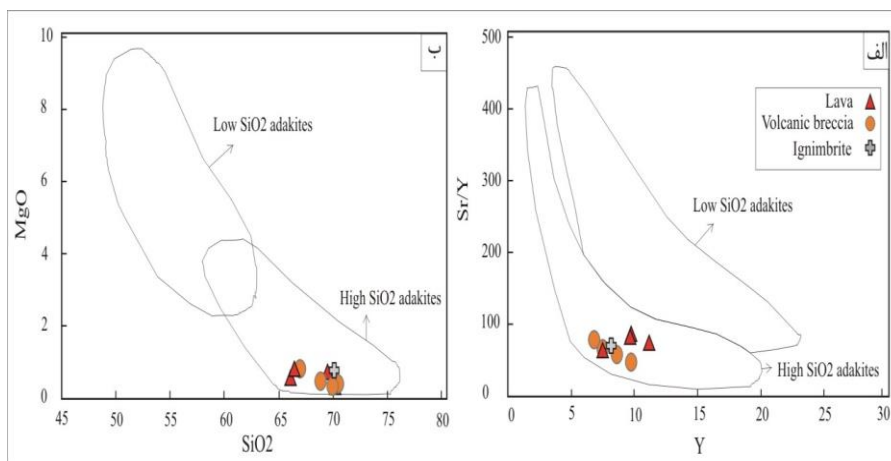 10
8
6
4
2
0
MgO
45
50
55
60
65
70
75
80
SiO2
Low SiO2 adakites
High SiO2 adakites
ب
500
400
300
200
100
0
Sr/Y
0
5
10
15
20
25
30
Y
الف
Lava
Volcanic breccia
Ignimbrite
Low SiO2 adakites
High SiO2 adakites